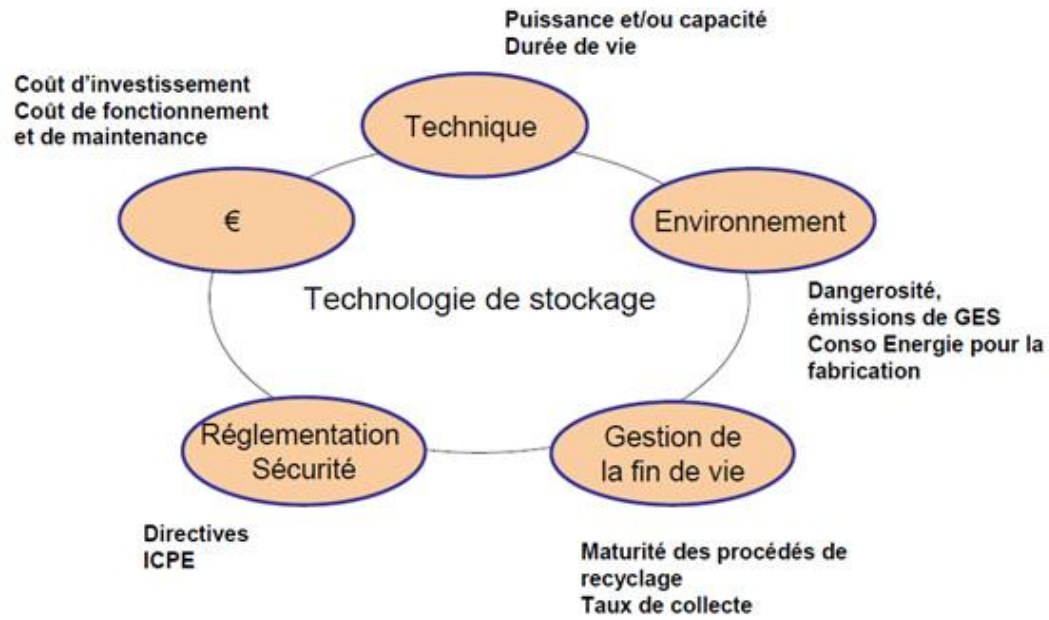 Puissance et/ou capacité
Durée de vie
Coût d'investissement
Coût de fonctionnement
et de maintenance
Technique
€
Environnement
Technologie de stockage
Dangerosité,
émissions de GES
Conso Energie pour la
fabrication
Réglementation
Sécurité
Gestion de
la fin de vie
Directives
ICPE
Maturité des procédés de
recyclage
Taux de collecte